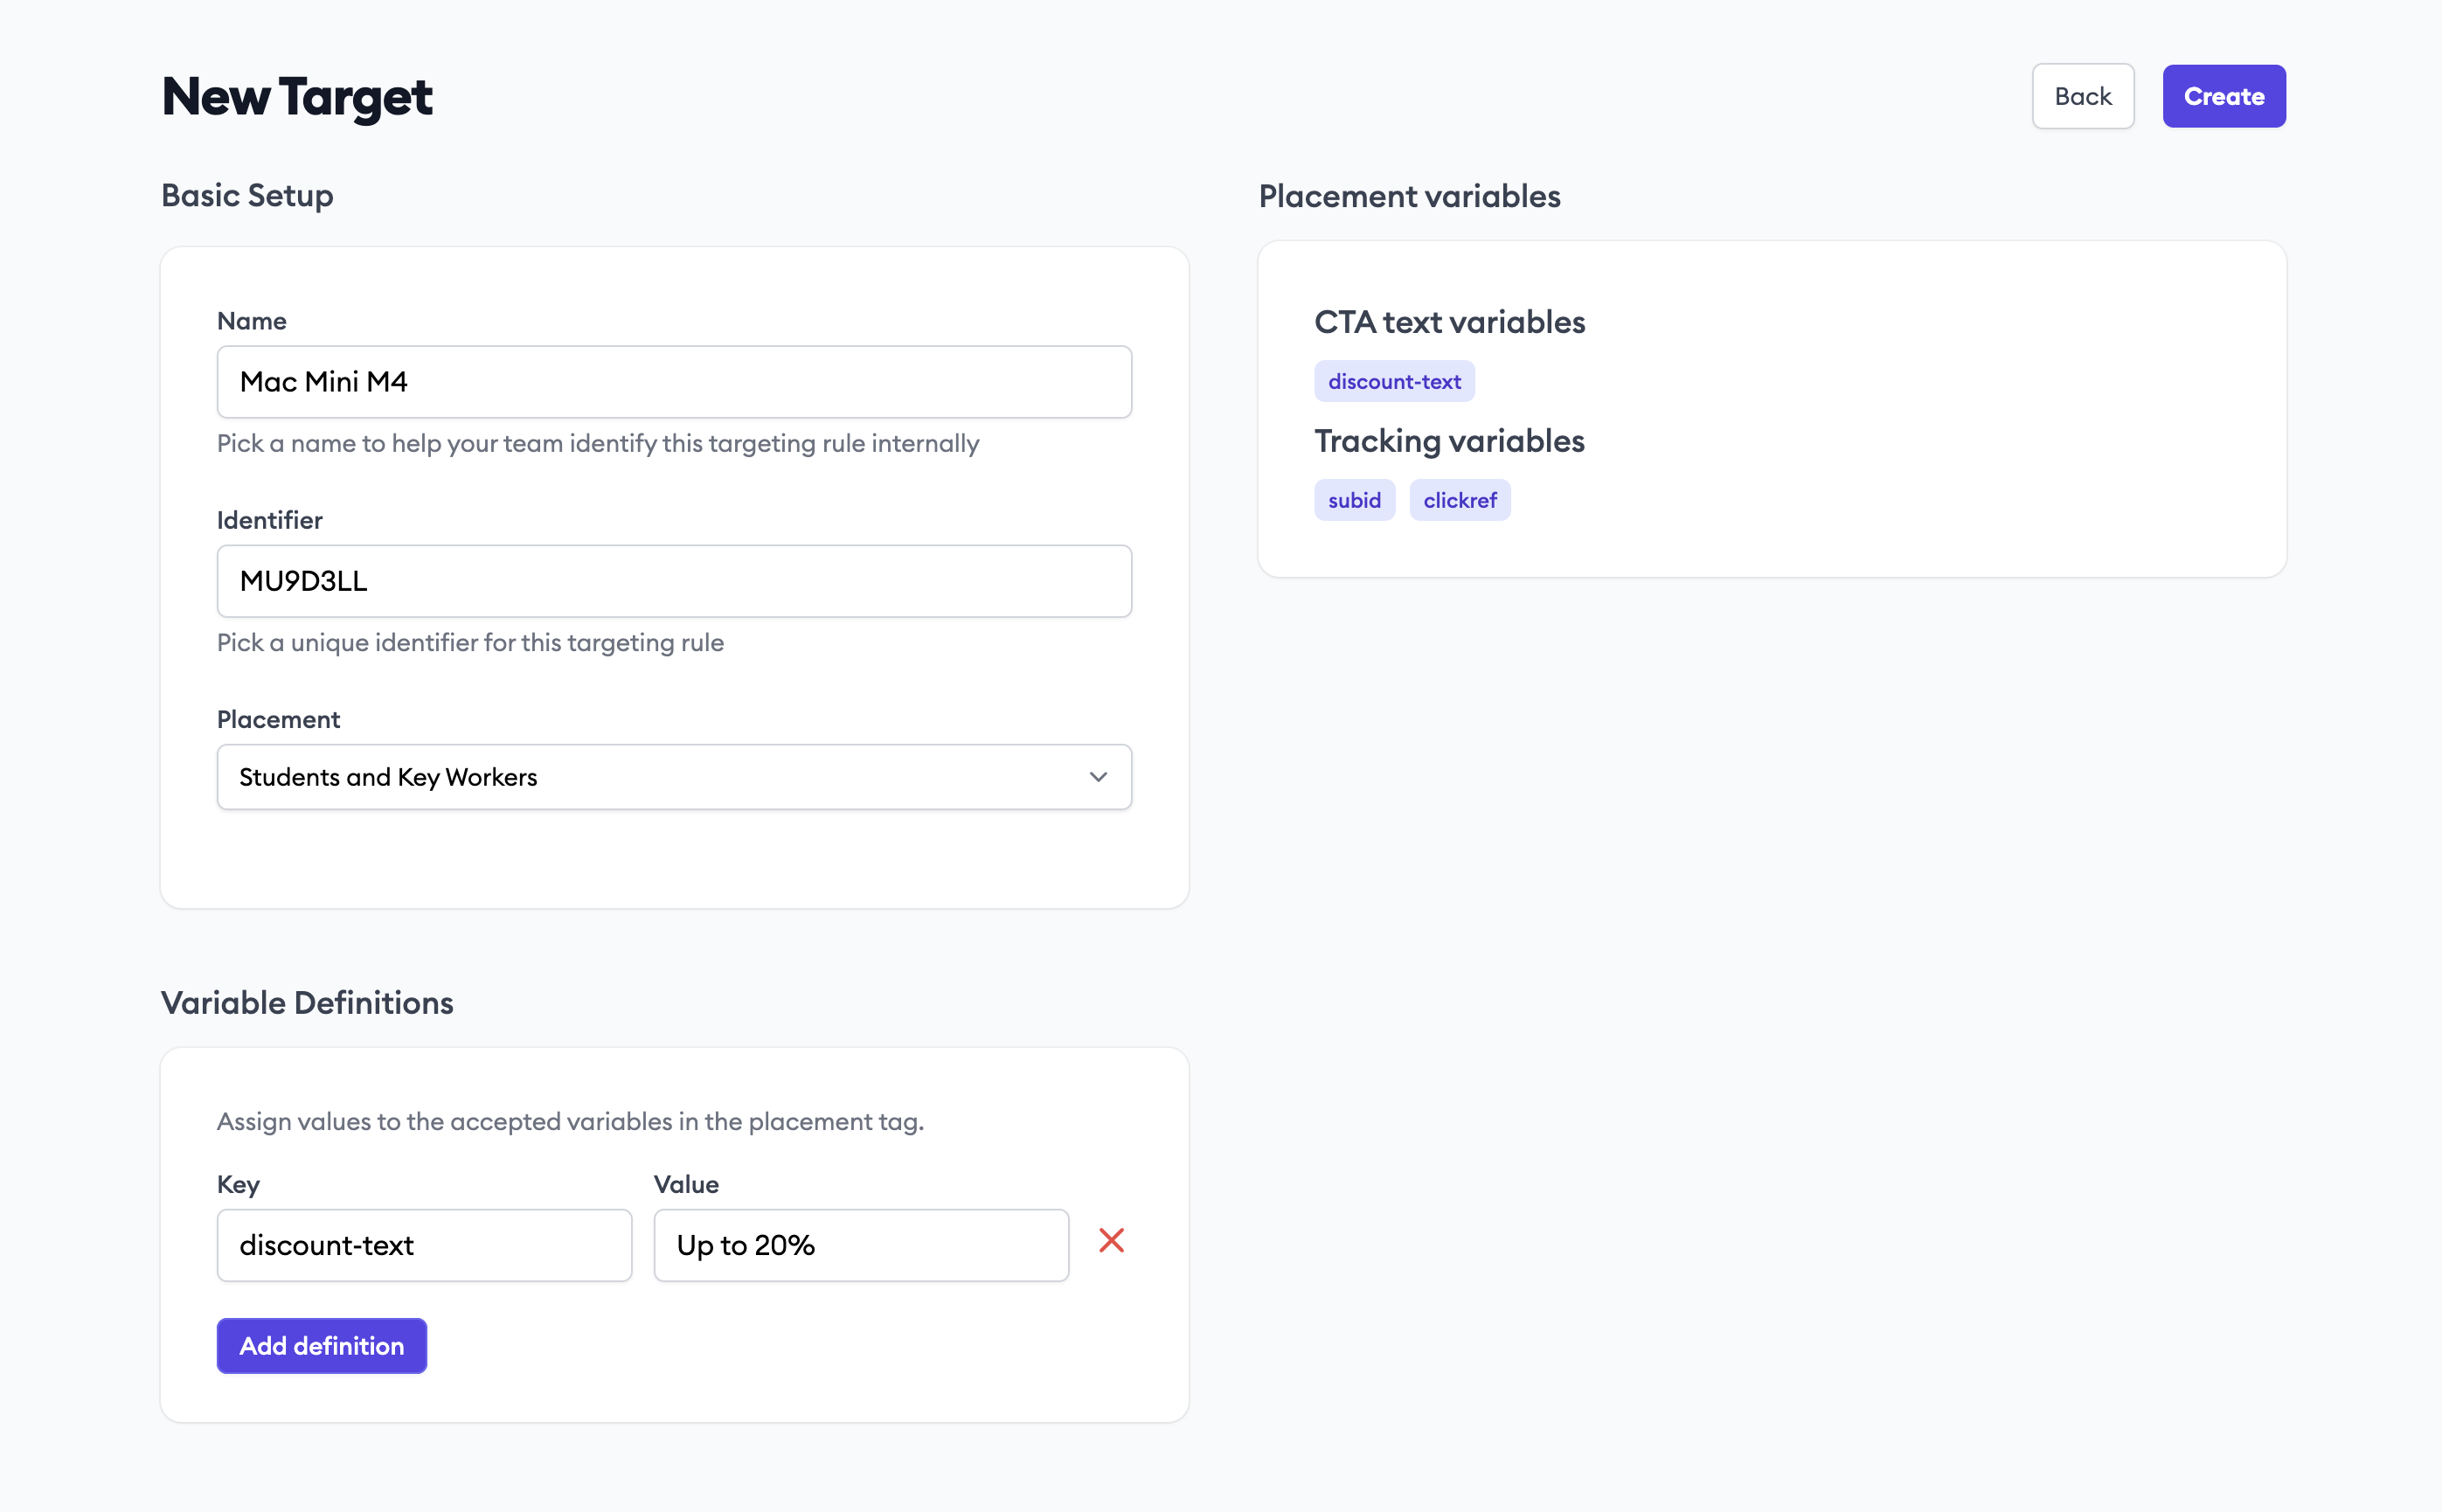 New Target
Back
Create
Basic Setup
Name
Mac Mini M4
Pick a name to help your team identify this targeting rule internally
Identifier
MU9D3LL
Pick a unique identifier for this targeting rule
Placement
Students and Key Workers
Placement variables
CTA text variables
discount-text
Tracking variables
subid clickref
Variable Definitions
Assign values to the accepted variables in the placement tag.
Key Value
discount-text Up to 20%
Add definition